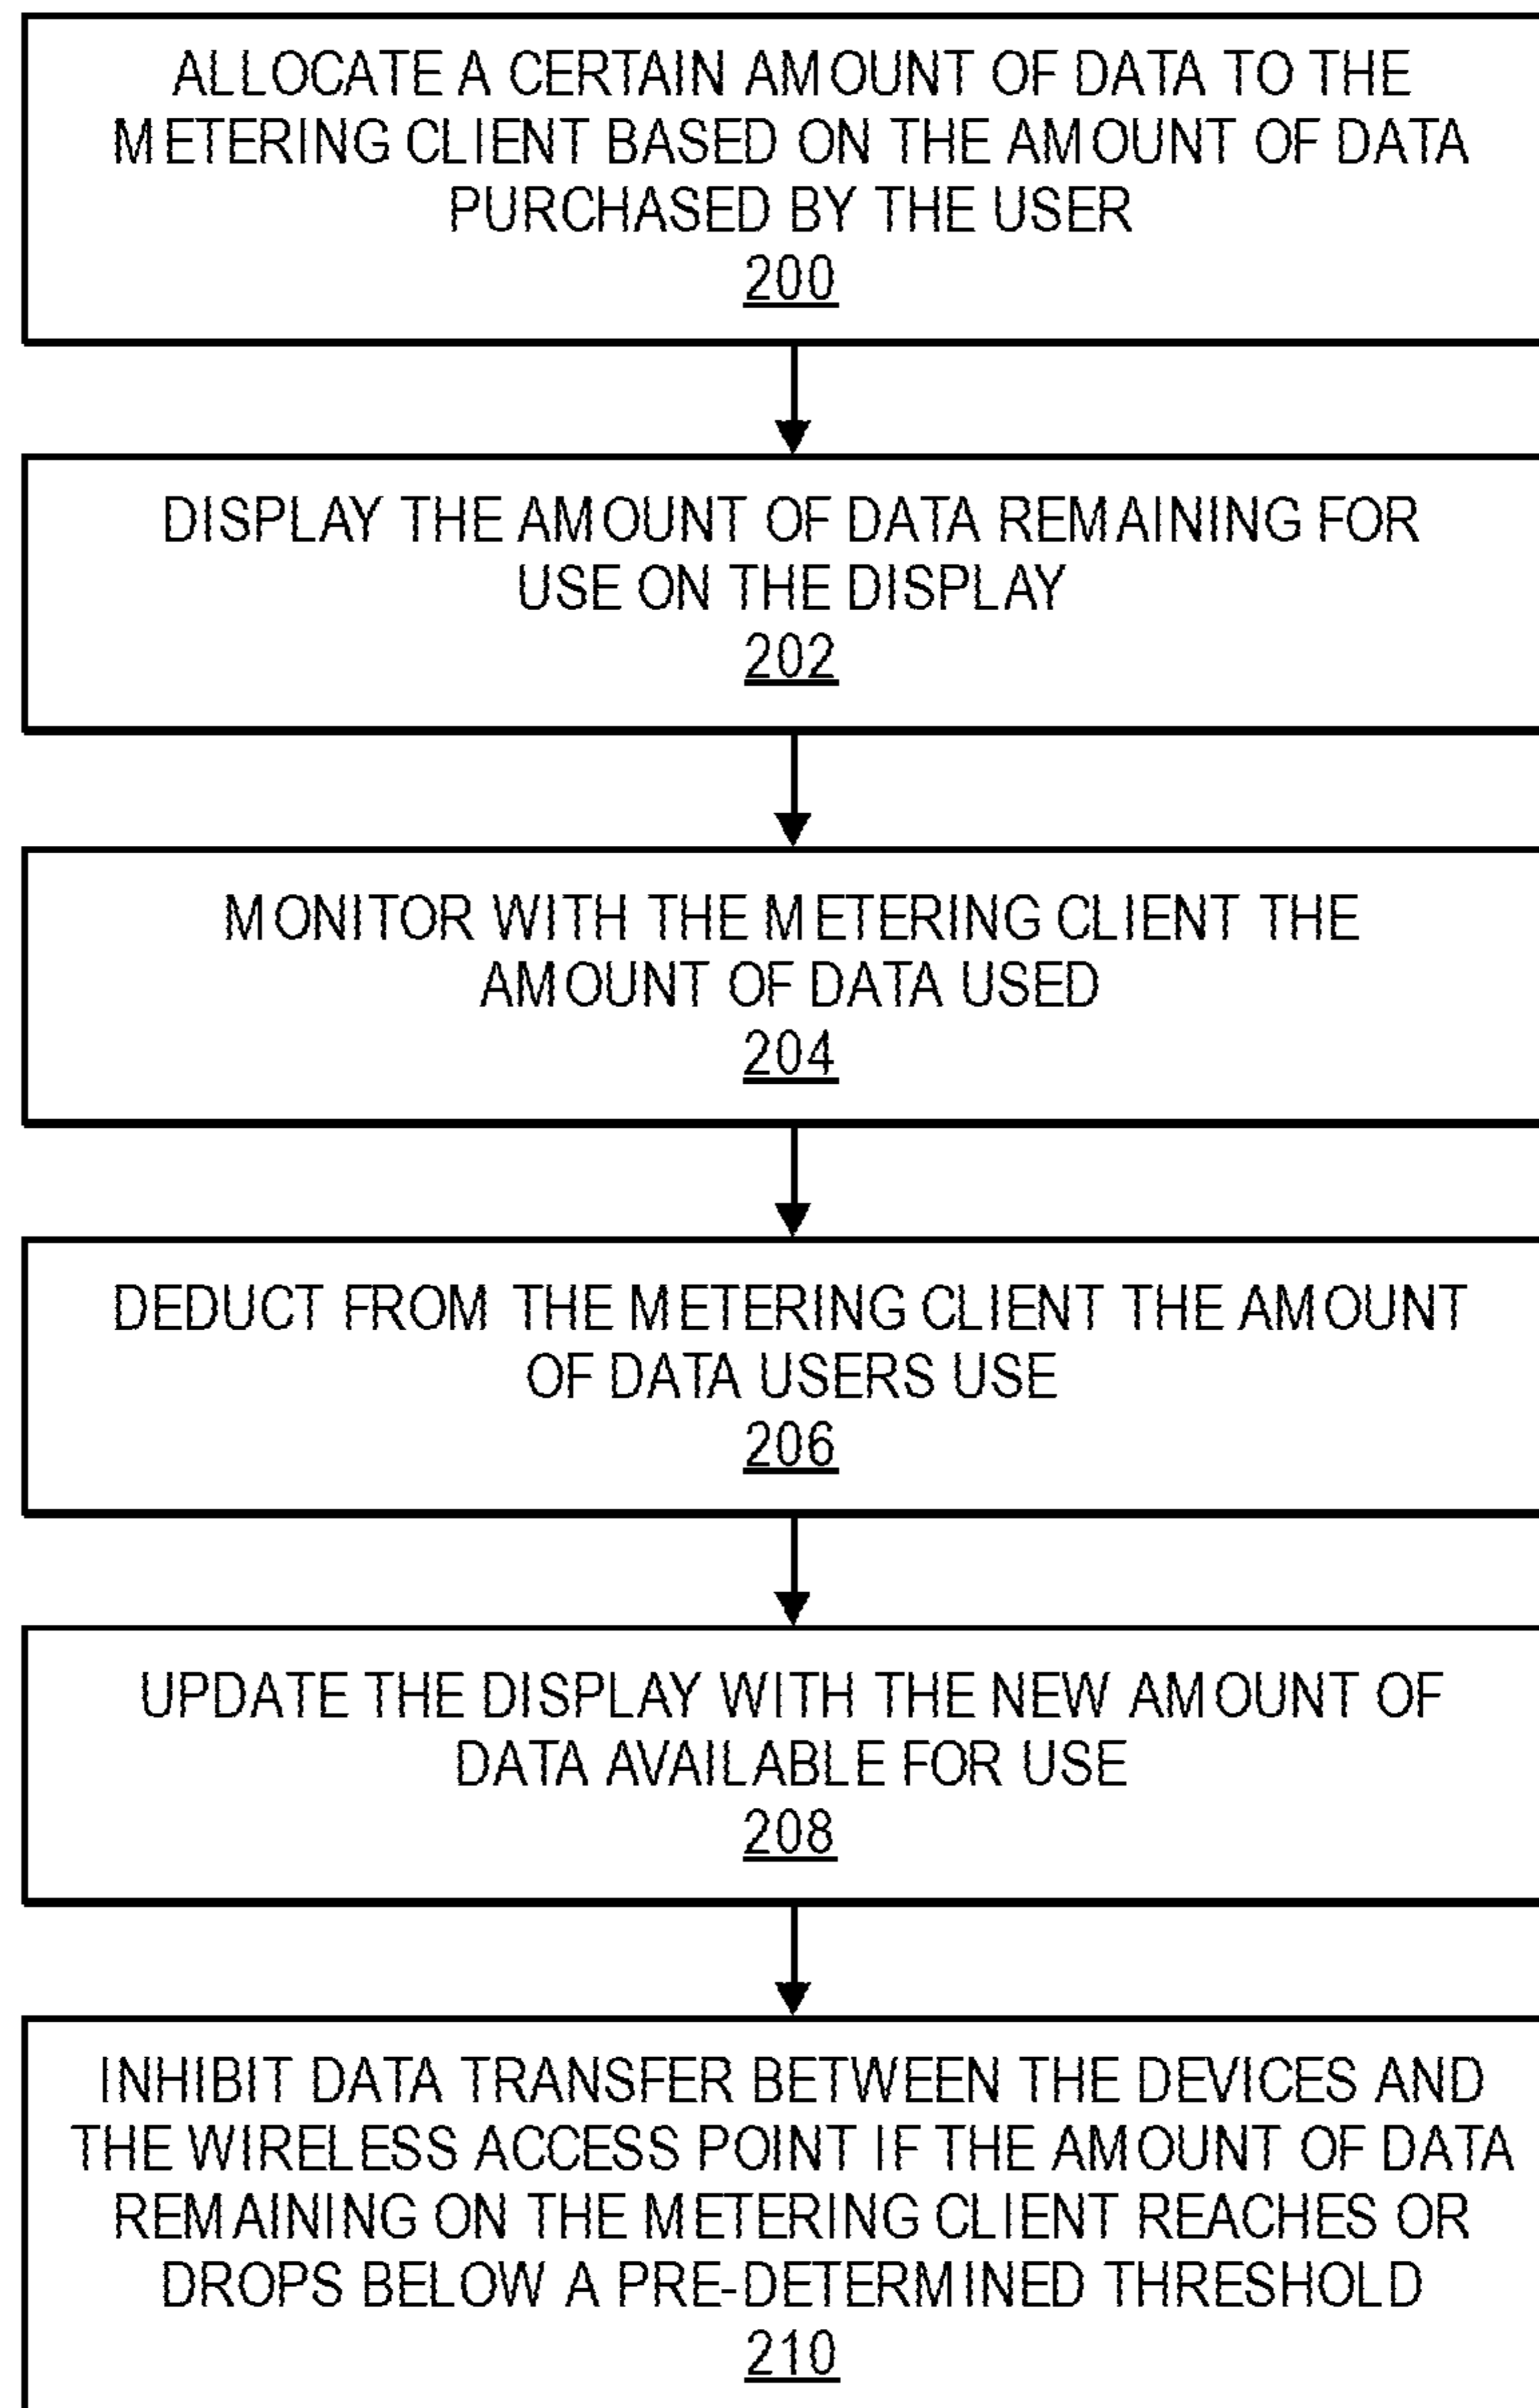 ALLOCATE A CERTAIN AMOUNT OF DATA TO THE
METERING CLIENT BASED ON THE AMOUNT OF DATA
PURCHASED BY THE USER
200
DISPLAY THE AMOUNT OF DATA REMAINING FOR
USE ON THE DISPLAY
202
MONITOR WITH THE METERING CLIENT THE
AMOUNT OF DATA USED
204
DEDUCT FROM THE METERING CLIENT THE AMOUNT
OF DATA USERS USE
206
UPDATE THE DISPLAY WITH THE NEW AMOUNT OF
DATA AVAILABLE FOR USE
208
INHIBIT DATA TRANSFER BETWEEN THE DEVICES AND
THE WIRELESS ACCESS POINT IF THE AMOUNT OF DATA
REMAINING ON THE METERING CLIENT REACHES OR
DROPS BELOW A PRE-DETERMINED THRESHOLD
210